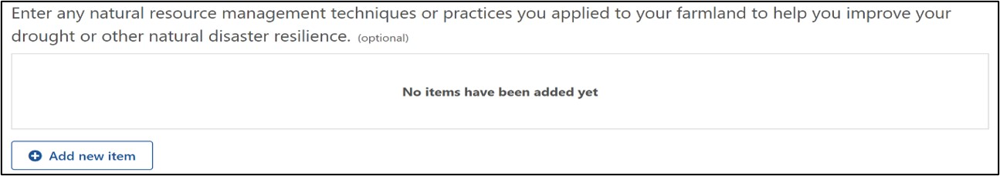 Enter any natural resource management techniques or practices you applied to your farmland to help you improve your
drought or other natural disaster resilience. (optional)
No items have been added yet
Add new item